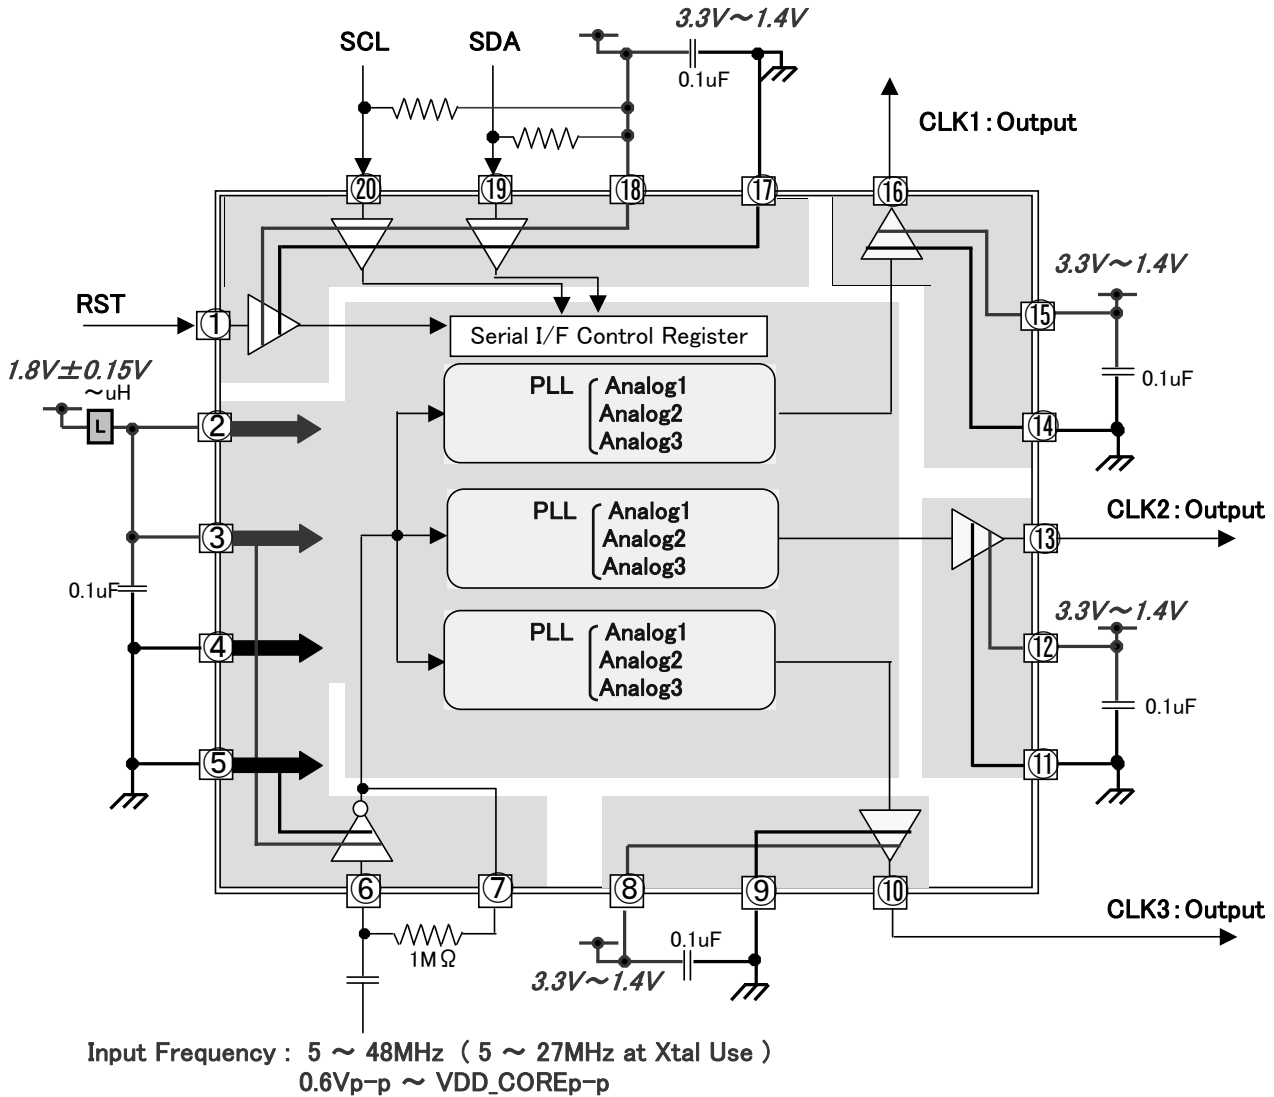 3.3V～1.4V
SCL
SDA
0.1uF
CLK1：Output
20
19
18
17
16
3.3V～1.4V
RST
1
15
Serial I/F Control Register
1.8V±0.15V
～uH
L
2
PLL
Analog1
Analog2
Analog3
0.1uF
14
3
PLL
Analog1
Analog2
Analog3
CLK2：Output
13
0.1uF
4
PLL
Analog1
Analog2
Analog3
3.3V～1.4V
12
0.1uF
5
11
6
7
8
9
10
CLK3：Output
1MΩ
0.1uF
3.3V～1.4V
Input Frequency： 5 ～ 48MHz （ 5 ～ 27MHz at Xtal Use ）
0.6Vp-p ～ VDD_COREp-p